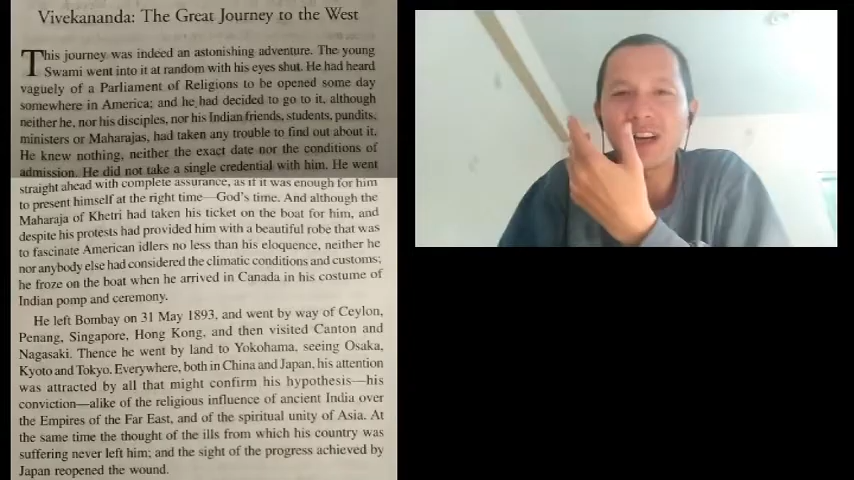 Vivekananda: The Great Journey to the West
This journey was indeed an astonishing adventure. The young
Swami went into it at random with his eyes shut. He had heard
vaguely of a Parliament of Religions to be opened some day
somewhere in America; and he had decided to go to it, although
neither he, nor his disciples, nor his Indian friends, students, pundits,
ministers or Maharajas, had taken any trouble to find out about it.
He knew nothing, neither the exact date nor the conditions of
admission. He did not take a single credential with him. He went
straight ahead with complete assurance, as if it was enough for him
to present himself at the right time—God's time. And although the
Maharaja of Khetri had taken his ticket on the boat for him, and
despite his protests had provided him with a beautiful robe that was
to fascinate American idlers no less than his eloquence, neither he
nor anybody else had considered the climatic conditions and customs;
he froze on the boat when he arrived in Canada in his costume of
Indian pomp and ceremony.
He left Bombay on 31 May 1893, and went by way of Ceylon,
Penang, Singapore, Hong Kong, and then visited Canton and
Nagasaki. Thence he went by land to Yokohama, seeing Osaka,
Kyoto and Tokyo. Everywhere, both in China and Japan, his attention
was attracted by all that might confirm his hypothesis—his
conviction—alike of the religious influence of ancient India over
the Empires of the Far East, and of the spiritual unity of Asia. At
the same time the thought of the ills from which his country was
suffering never left him; and the sight of the progress achieved by
Japan reopened the wound.